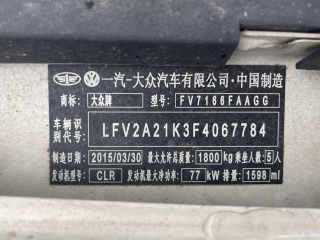 一汽-大众汽车有限公司·中国制造
商标: 大众牌 型号: FV7166FAAGG
车辆识别代号: LFV2A21K3F4067784
制造日期: 2015/03/30 最大允许总质量: 1800 kg 乘坐人数: 5 人
发动机型号: CLR 发动机最大净功率: 77 kW 排量: 1598 ml